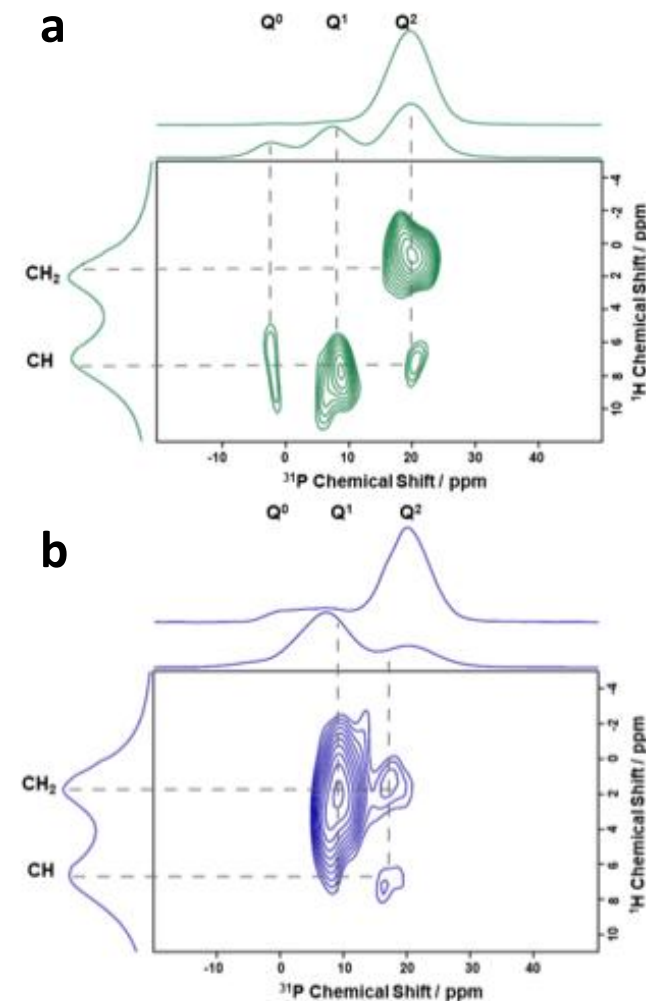 a
Q⁰ Q¹ Q²
-4
-2
0
2
4
6
8
10
¹H Chemical Shift / ppm
CH₂
CH
-10 0 10 20 30 40
³¹P Chemical Shift / ppm
b
Q⁰ Q¹ Q²
-4
-2
0
2
4
6
8
10
¹H Chemical Shift / ppm
CH₂
CH
-10 0 10 20 30 40
³¹P Chemical Shift / ppm